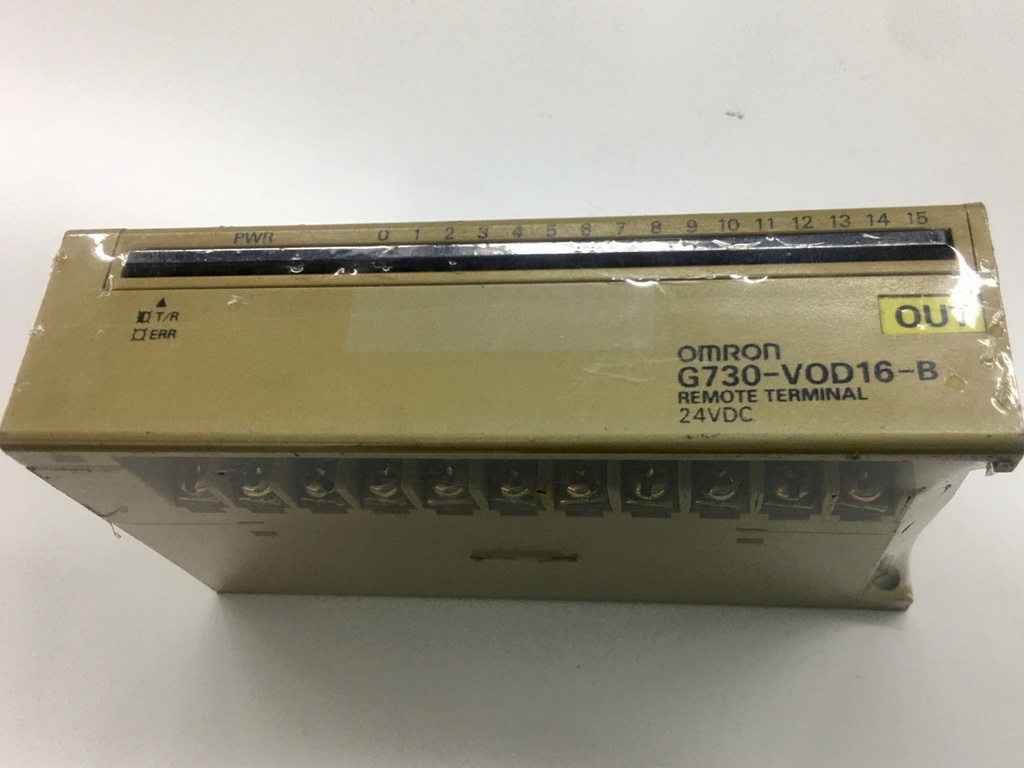 PWR 0 1 2 3 4 5 6 7 8 9 10 11 12 13 14 15
T/R
ERR
OUT
OMRON
G730-VOD16-B
REMOTE TERMINAL
24VDC